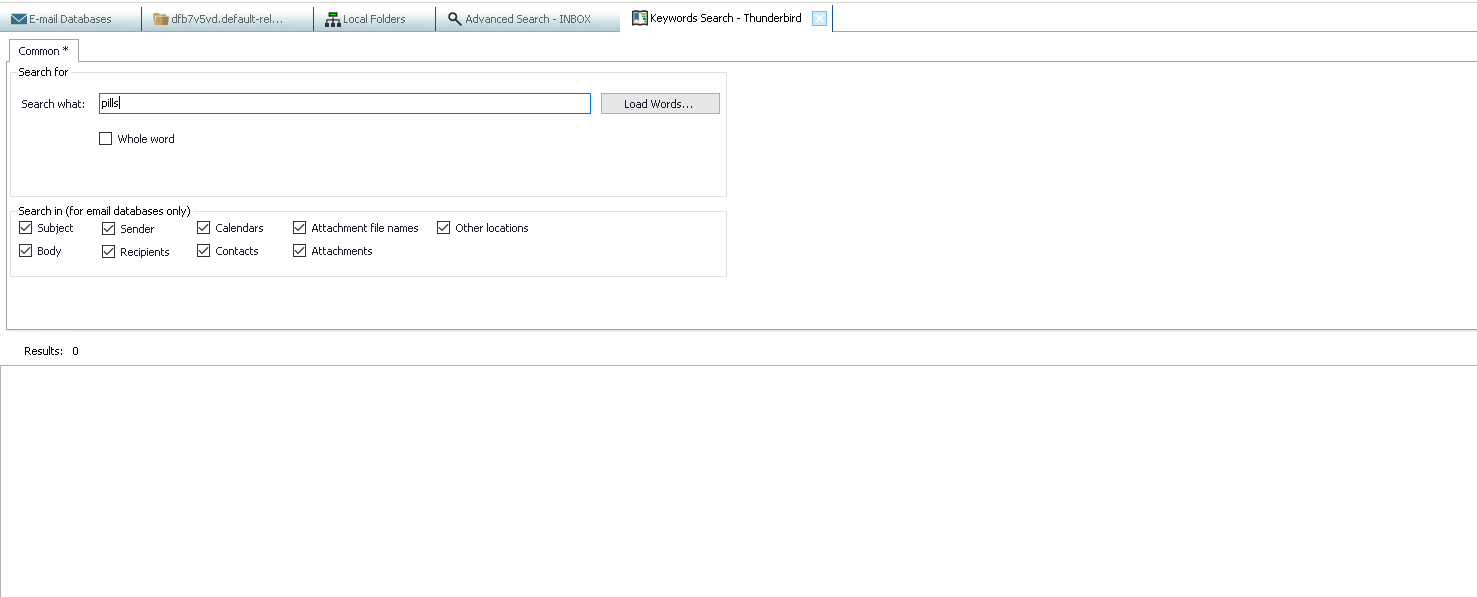 E-mail Databases dfb7v5vd.default-rel... Local Folders Advanced Search - INBOX Keywords Search - Thunderbird
Common *
Search for
Search what: pills Load Words...
Whole word
Search in (for email databases only)
Subject Sender Calendars Attachment file names Other locations
Body Recipients Contacts Attachments
Results: 0